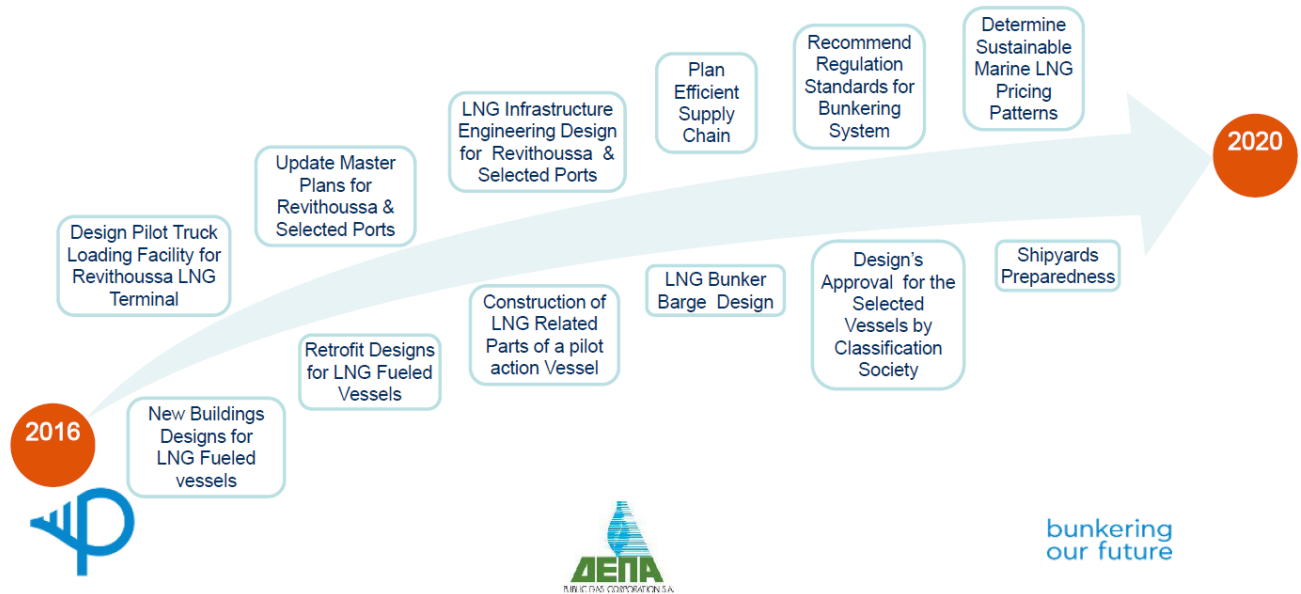 Determine
Sustainable
Marine LNG
Pricing
Patterns
Recommend
Regulation
Standards for
Bunkering
System
Plan
Efficient
Supply
Chain
LNG Infrastructure
Engineering Design
for Revithoussa &
Selected Ports
Update Master
Plans for
Revithoussa &
Selected Ports
Design Pilot Truck
Loading Facility for
Revithoussa LNG
Terminal
2020
2016
New Buildings
Designs for
LNG Fueled
vessels
Retrofit Designs
for LNG Fueled
Vessels
Construction of
LNG Related
Parts of a pilot
action Vessel
LNG Bunker
Barge Design
Design's
Approval for the
Selected
Vessels by
Classification
Society
Shipyards
Preparedness
ΔΕΠΑ
PUBLIC GAS CORPORATION S.A.
bunkering
our future